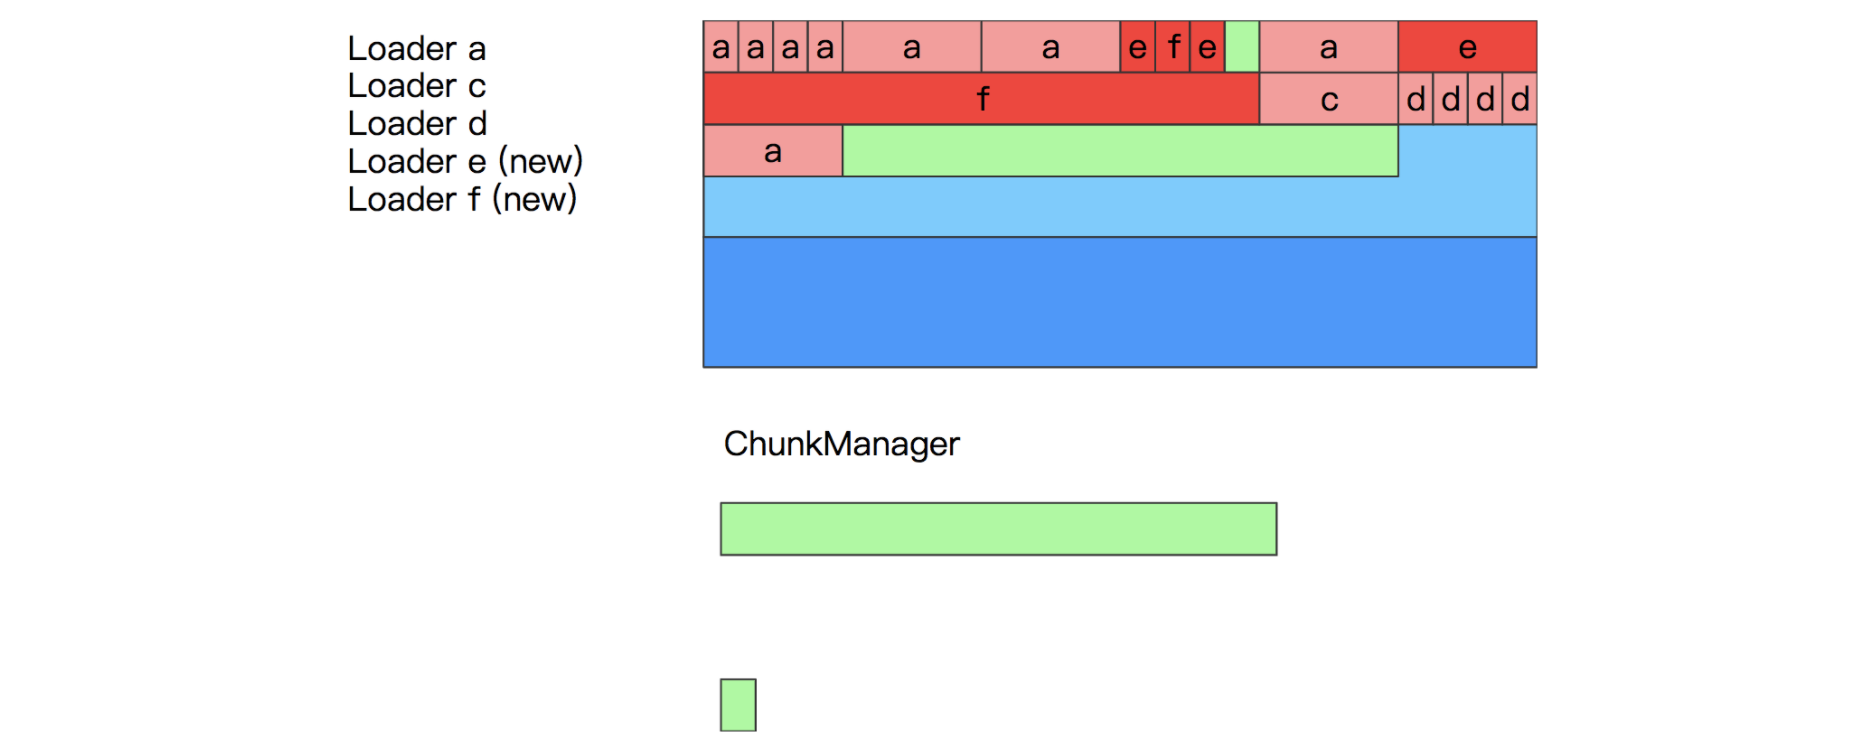 Loader a
Loader c
Loader d
Loader e (new)
Loader f (new)
a a a a a a e f e a e
f c d d d d
a
ChunkManager